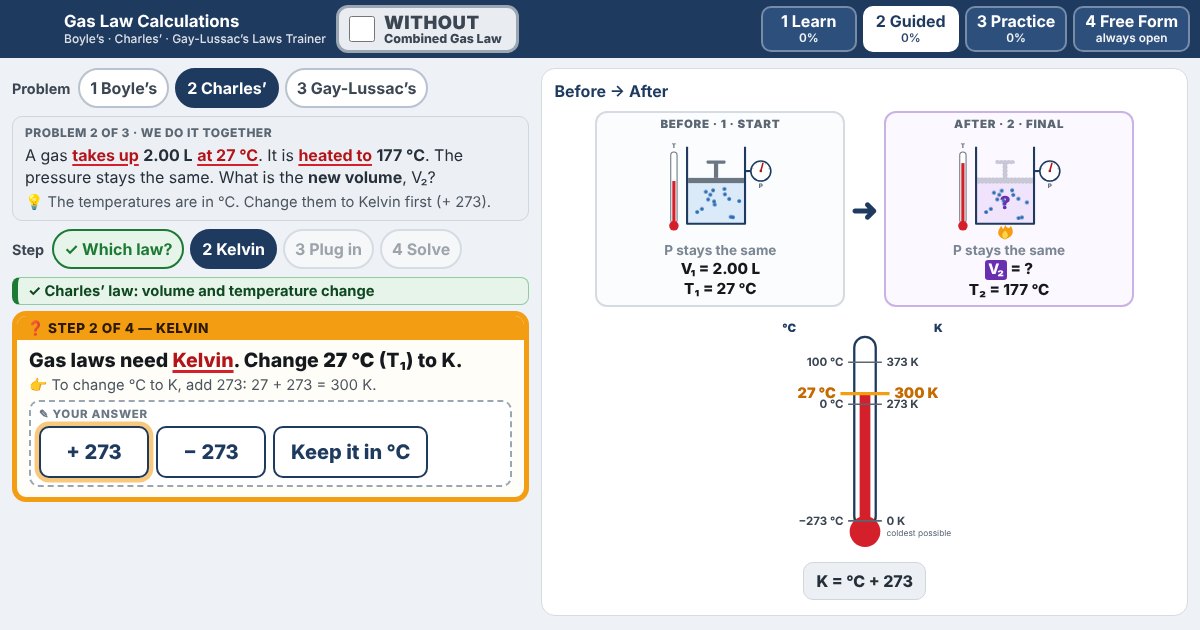 Gas Law Calculations
Boyle's · Charles' · Gay-Lussac's Laws Trainer
WITHOUT
Combined Gas Law
1 Learn
0%
2 Guided
0%
3 Practice
0%
4 Free Form
always open
Problem
1 Boyle's
2 Charles'
3 Gay-Lussac's
PROBLEM 2 OF 3 · WE DO IT TOGETHER
A gas takes up 2.00 L at 27 °C. It is heated to 177 °C. The
pressure stays the same. What is the new volume, V₂?
💡 The temperatures are in °C. Change them to Kelvin first (+ 273).
Step
✓ Which law?
2 Kelvin
3 Plug in
4 Solve
✓ Charles' law: volume and temperature change
❓ STEP 2 OF 4 — KELVIN
Gas laws need Kelvin. Change 27 °C (T₁) to K.
👉 To change °C to K, add 273: 27 + 273 = 300 K.
✎ YOUR ANSWER
+ 273
− 273
Keep it in °C
Before → After
BEFORE · 1 · START
T
P
P stays the same
V₁ = 2.00 L
T₁ = 27 °C
➜
AFTER · 2 · FINAL
T
P
?
P stays the same
V₂ = ?
T₂ = 177 °C
°C
K
100 °C
373 K
27 °C
300 K
0 °C
273 K
−273 °C
0 K
coldest possible
K = °C + 273